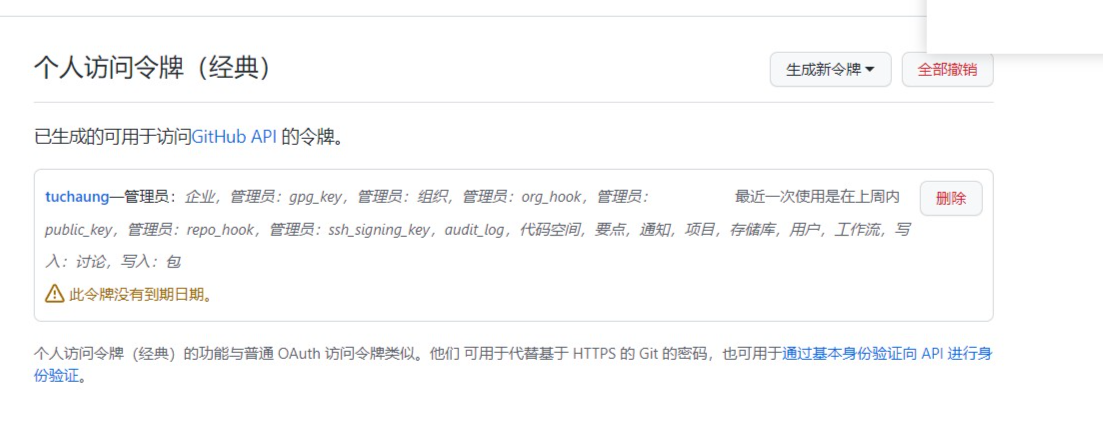 个人访问令牌（经典）
生成新令牌
全部撤销
已生成的可用于访问GitHub API 的令牌。
tuchaung—管理员：企业，管理员：gpg_key，管理员：组织，管理员：org_hook，管理员： 最近一次使用是在上周内
删除
public_key，管理员：repo_hook，管理员：ssh_signing_key，audit_log，代码空间，要点，通知，项目，存储库，用户，工作流，写
入：讨论，写入：包
此令牌没有到期日期。
个人访问令牌（经典）的功能与普通 OAuth 访问令牌类似。他们 可用于代替基于 HTTPS 的 Git 的密码，也可用于通过基本身份验证向 API 进行身
份验证。